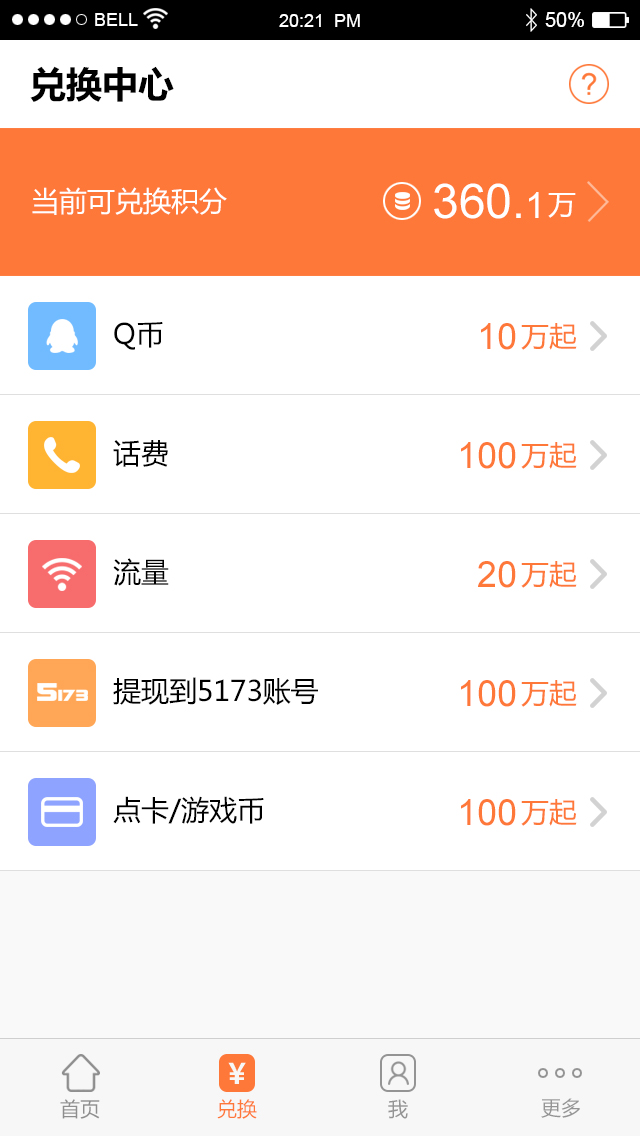 BELL 20:21 PM 50%
兑换中心 ?
当前可兑换积分 360.1万
Q币 10万起
话费 100万起
流量 20万起
5173 提现到5173账号 100万起
点卡/游戏币 100万起
¥
首页 兑换 我 更多